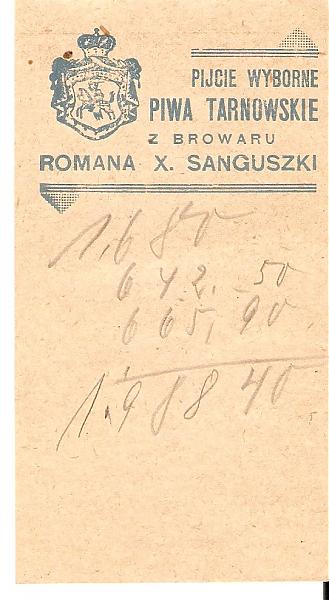 PIJCIE WYBORNE
PIWA TARNOWSKIE
Z BROWARU
ROMANA X. SANGUSZKI
1.680
642. 50
665, 90
1.988 40